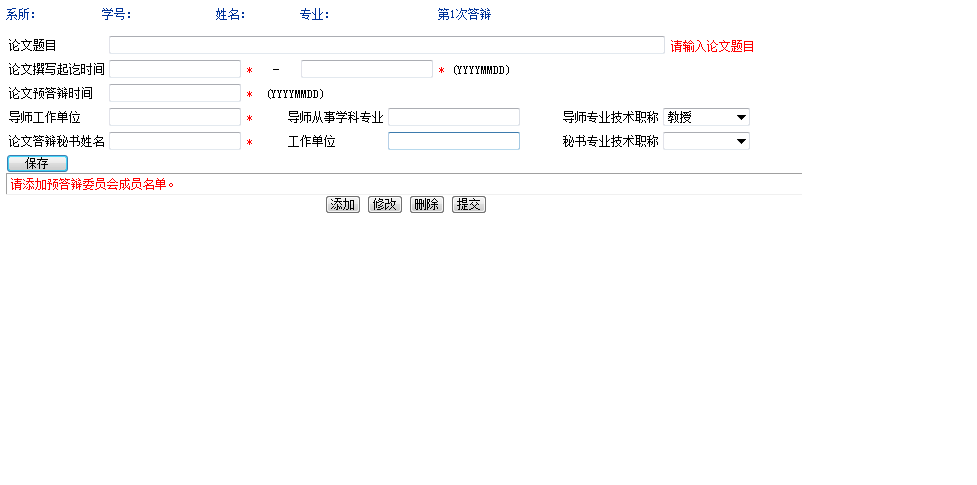 系所： 学号： 姓名： 专业： 第1次答辩
论文题目 请输入论文题目
论文撰写起讫时间 * － * (YYYYMMDD)
论文预答辩时间 * (YYYYMMDD)
导师工作单位 * 导师从事学科专业 导师专业技术职称 教授
论文答辩秘书姓名 * 工作单位 秘书专业技术职称
保存
请添加预答辩委员会成员名单。
添加 修改 删除 提交